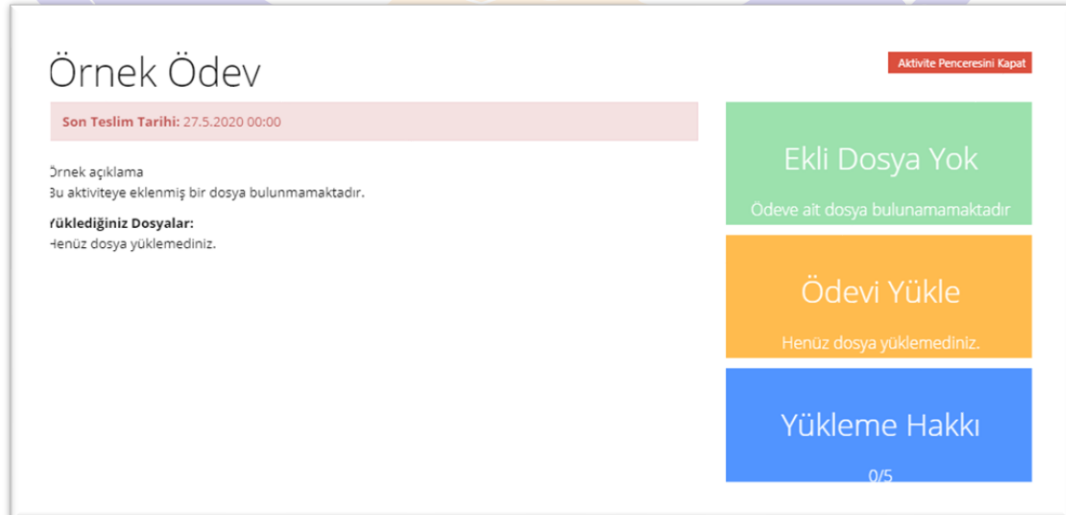 Örnek Ödev
Aktivite Penceresini Kapat
Son Teslim Tarihi: 27.5.2020 00:00
Örnek açıklama
Bu aktiviteye eklenmiş bir dosya bulunmamaktadır.
Yüklediğiniz Dosyalar:
Henüz dosya yüklemediniz.
Ekli Dosya Yok
Ödeve ait dosya bulunamamaktadır
Ödevi Yükle
Henüz dosya yüklemediniz.
Yükleme Hakkı
0/5